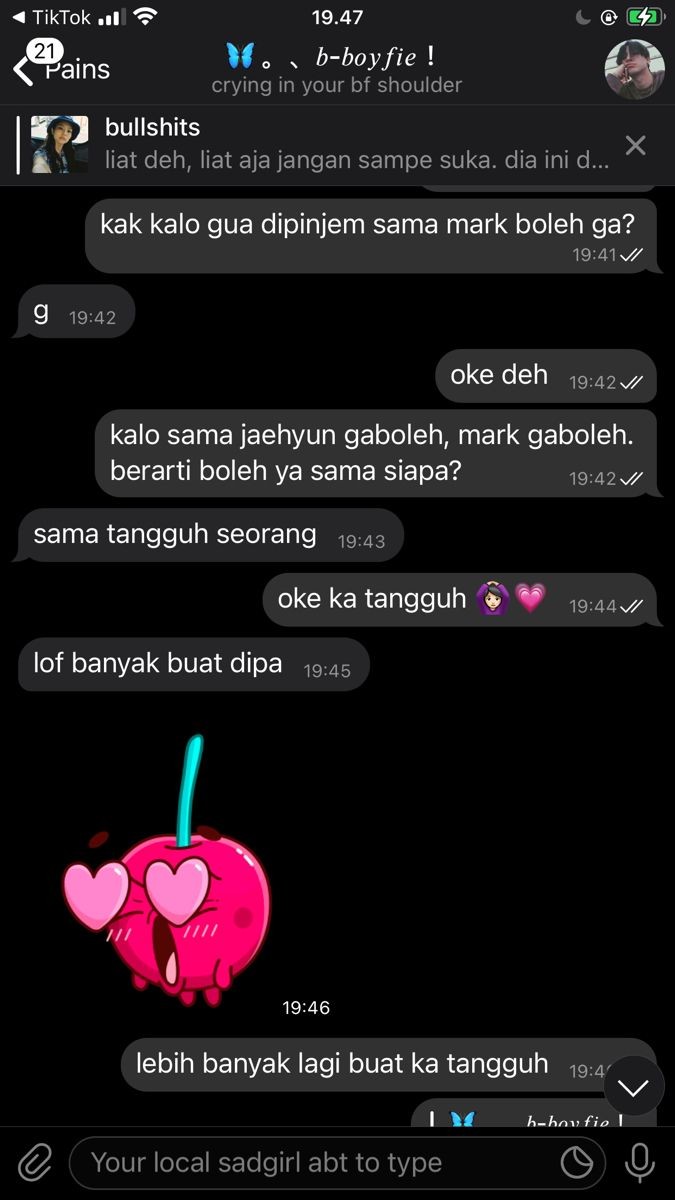 TikTok
19.47
21
Pains
🦋 。、 b-boyfie !
crying in your bf shoulder
bullshits
liat deh, liat aja jangan sampe suka. dia ini d...
kak kalo gua dipinjem sama mark boleh ga?
19:41
g 19:42
oke deh 19:42
kalo sama jaehyun gaboleh, mark gaboleh.
berarti boleh ya sama siapa?
19:42
sama tangguh seorang 19:43
oke ka tangguh 🙆🏻‍♀️💗 19:44
lof banyak buat dipa 19:45
19:46
lebih banyak lagi buat ka tangguh
🦋 b-boyfie !
Your local sadgirl abt to type